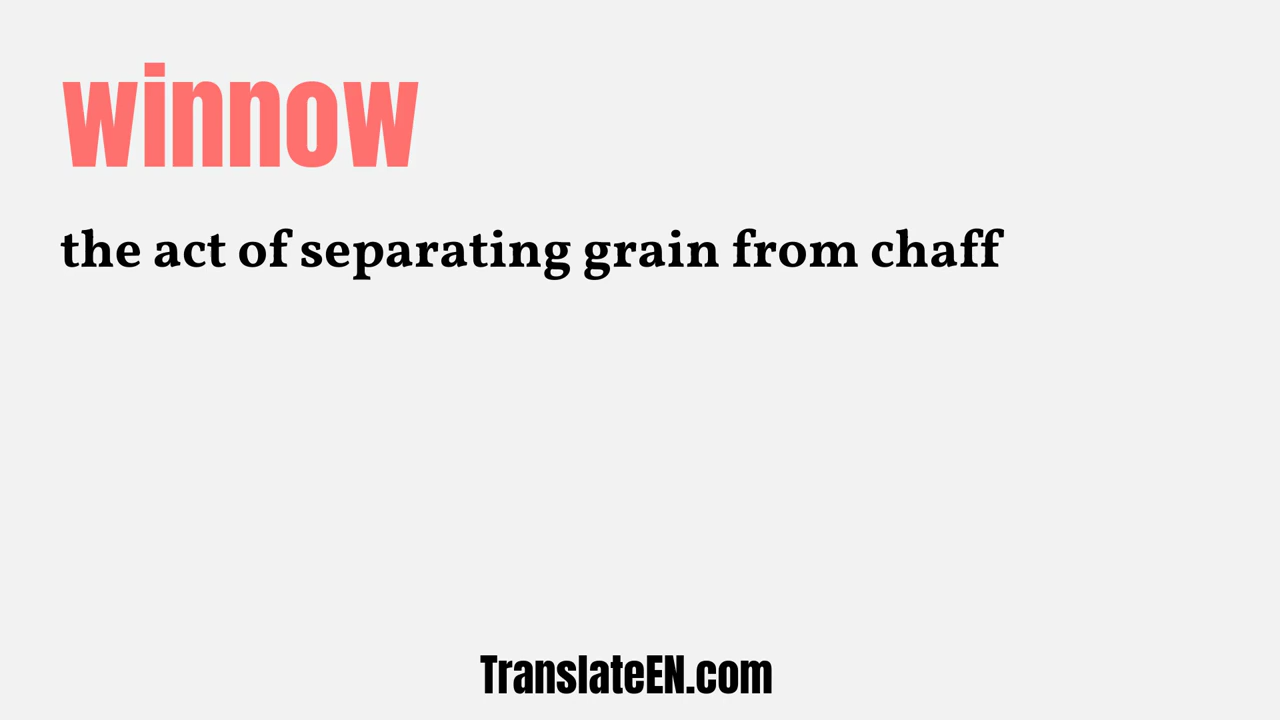 winnow
the act of separating grain from chaff
TranslateEN.com